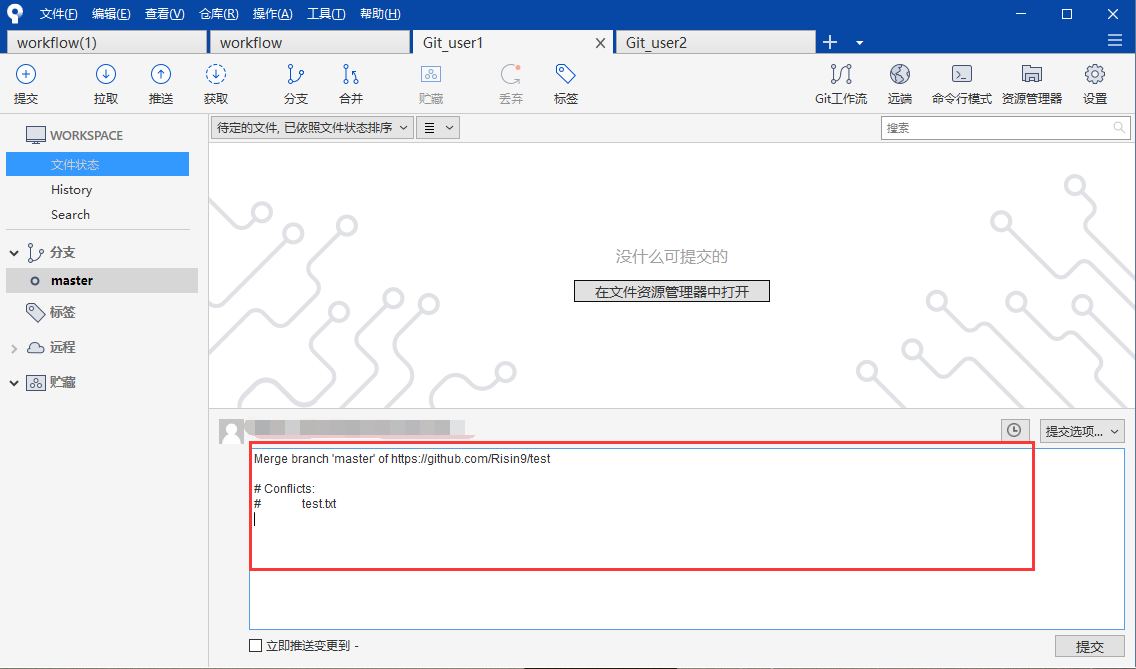 文件(F) 编辑(E) 查看(V) 仓库(R) 操作(A) 工具(T) 帮助(H)
workflow(1) workflow Git_user1 Git_user2
提交 拉取 推送 获取 分支 合并 贮藏 丢弃 标签 Git工作流 远端 命令行模式 资源管理器 设置
WORKSPACE
文件状态
History
Search
分支
master
标签
远程
贮藏
待定的文件, 已依照文件状态排序
搜索
没什么可提交的
在文件资源管理器中打开
提交选项...
Merge branch 'master' of https://github.com/Risin9/test
# Conflicts:
# test.txt
立即推送变更到 -
提交